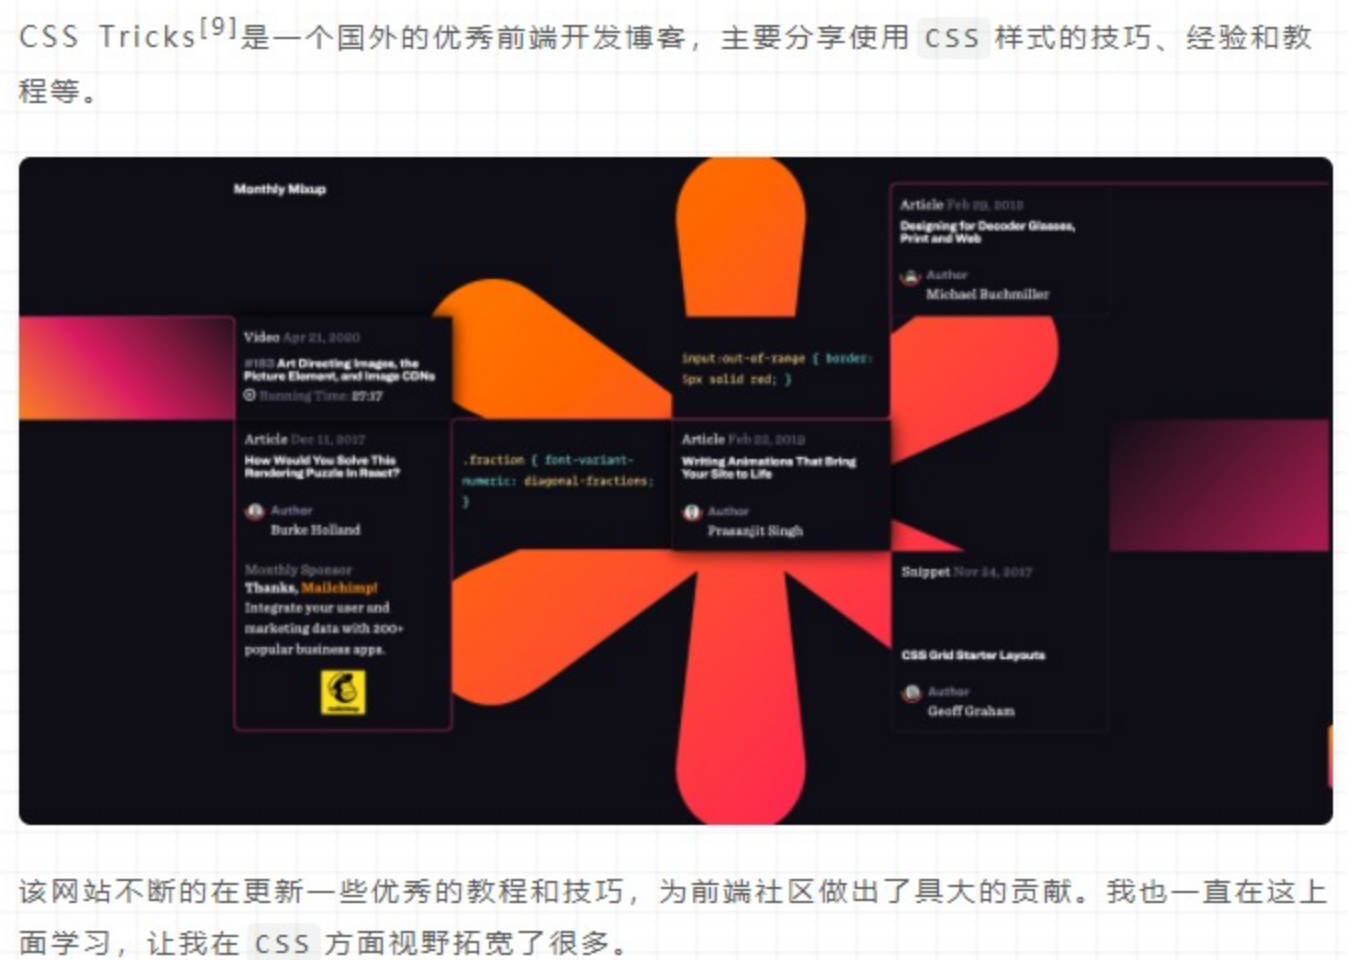 CSS Tricks[9]是一个国外的优秀前端开发博客，主要分享使用 CSS 样式的技巧、经验和教
程等。
Monthly Mixup
Video Apr 21, 2020
#183 Art Directing Images, the
Picture Element, and Image CDNs
Running Time: 27:17
Article Dec 11, 2017
How Would You Solve This
Rendering Puzzle In React?
Author
Burke Holland
Monthly Sponsor
Thanks, Mailchimp!
Integrate your user and
marketing data with 200+
popular business apps.
mailchimp
.fraction { font-variant-
numeric: diagonal-fractions;
}
input:out-of-range { border:
5px solid red; }
Article Feb 22, 2019
Writing Animations That Bring
Your Site to Life
Author
Prasanjit Singh
Article Feb 29, 2012
Designing for Decoder Glasses,
Print and Web
Author
Michael Buchmiller
Snippet Nov 24, 2017
CSS Grid Starter Layouts
Author
Geoff Graham
该网站不断的在更新一些优秀的教程和技巧，为前端社区做出了具大的贡献。我也一直在这上
面学习，让我在 CSS 方面视野拓宽了很多。